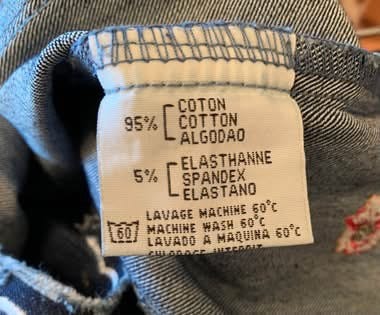 95% COTON
COTTON
ALGODAO
5% ELASTHANNE
SPANDEX
ELASTANO
60 LAVAGE MACHINE 60°C
MACHINE WASH 60°C
LAVADO A MAQUINA 60°C